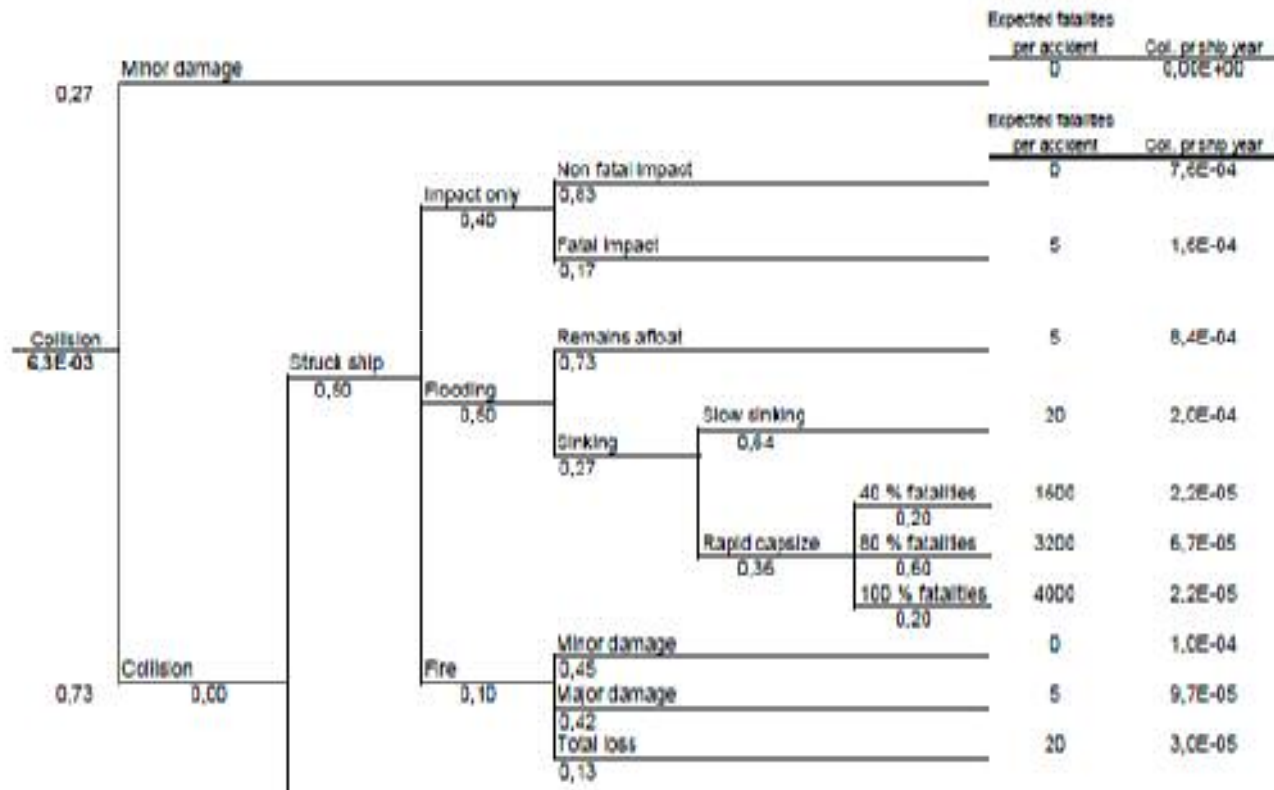 Expected fatalites
per accident Col. pr ship year
Minor damage 0 0,00E+00
0,27
Expected fatalites
per accident Col. pr ship year
Non fatal impact 0 7,6E-04
Impact only 0,83
0,40
Fatal impact 5 1,6E-04
0,17
Collision Remains afloat 5 8,4E-04
6,3E-03 Struck ship 0,73
0,50 Flooding
0,50 Slow sinking 20 2,0E-04
Sinking 0,64
0,27
40 % fatalities 1600 2,2E-05
0,20
Rapid capsize 80 % fatalities 3200 6,7E-05
0,36 0,60
100 % fatalities 4000 2,2E-05
0,20
Minor damage 0 1,0E-04
Collision Fire 0,45
0,73 0,00 0,10 Major damage 5 9,7E-05
0,42
Total loss 20 3,0E-05
0,13